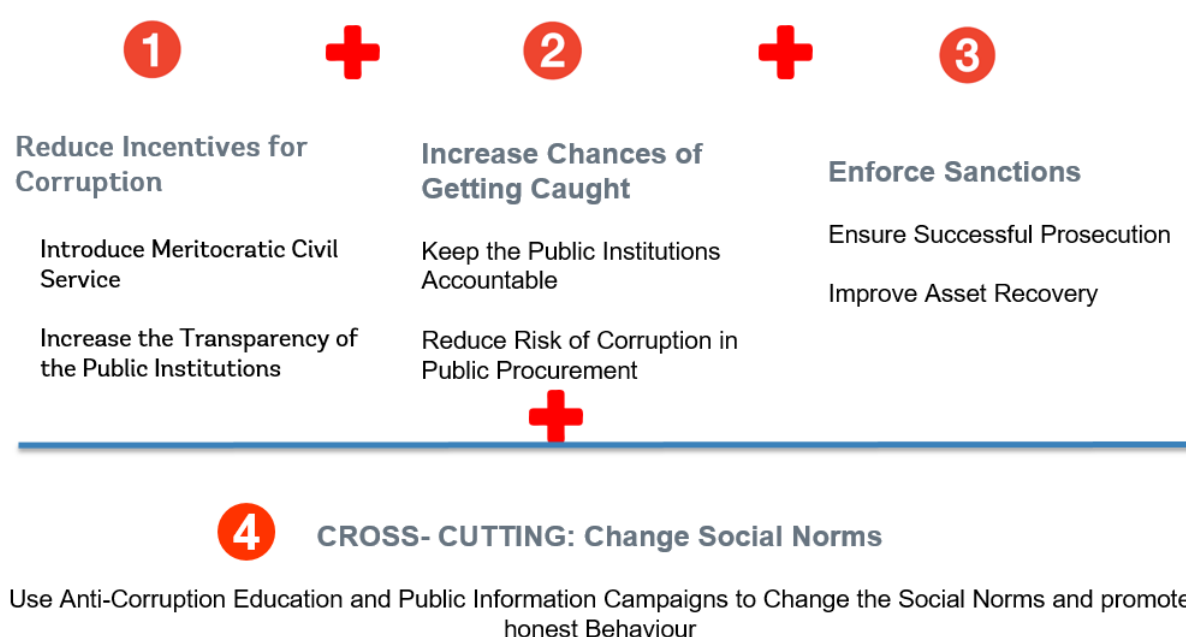 1
2
3
Reduce Incentives for
Corruption
Introduce Meritocratic Civil
Service
Increase the Transparency of
the Public Institutions
Increase Chances of
Getting Caught
Keep the Public Institutions
Accountable
Reduce Risk of Corruption in
Public Procurement
Enforce Sanctions
Ensure Successful Prosecution
Improve Asset Recovery
4 CROSS- CUTTING: Change Social Norms
Use Anti-Corruption Education and Public Information Campaigns to Change the Social Norms and promote
honest Behaviour